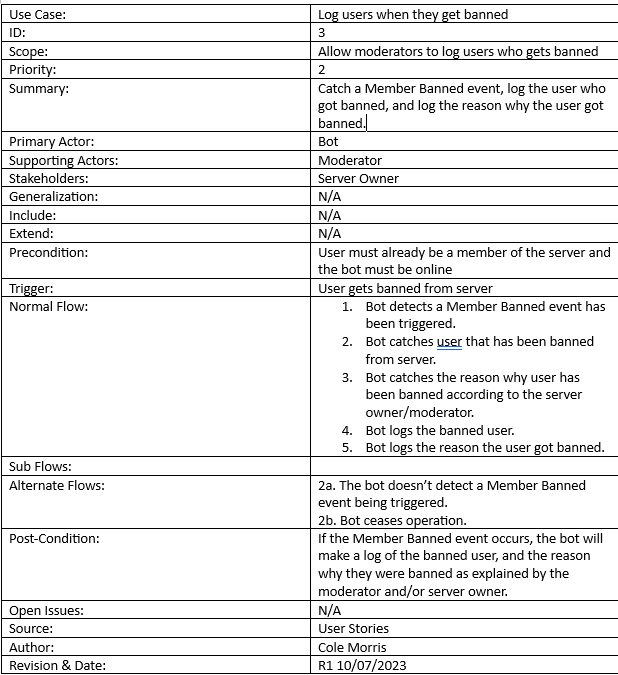 Use Case: Log users when they get banned
ID: 3
Scope: Allow moderators to log users who gets banned
Priority: 2
Summary: Catch a Member Banned event, log the user who
got banned, and log the reason why the user got
banned.
Primary Actor: Bot
Supporting Actors: Moderator
Stakeholders: Server Owner
Generalization: N/A
Include: N/A
Extend: N/A
Precondition: User must already be a member of the server and
the bot must be online
Trigger: User gets banned from server
Normal Flow: 1. Bot detects a Member Banned event has
been triggered.
2. Bot catches user that has been banned
from server.
3. Bot catches the reason why user has
been banned according to the server
owner/moderator.
4. Bot logs the banned user.
5. Bot logs the reason the user got banned.
Sub Flows:
Alternate Flows: 2a. The bot doesn't detect a Member Banned
event being triggered.
2b. Bot ceases operation.
Post-Condition: If the Member Banned event occurs, the bot will
make a log of the banned user, and the reason
why they were banned as explained by the
moderator and/or server owner.
Open Issues: N/A
Source: User Stories
Author: Cole Morris
Revision & Date: R1 10/07/2023